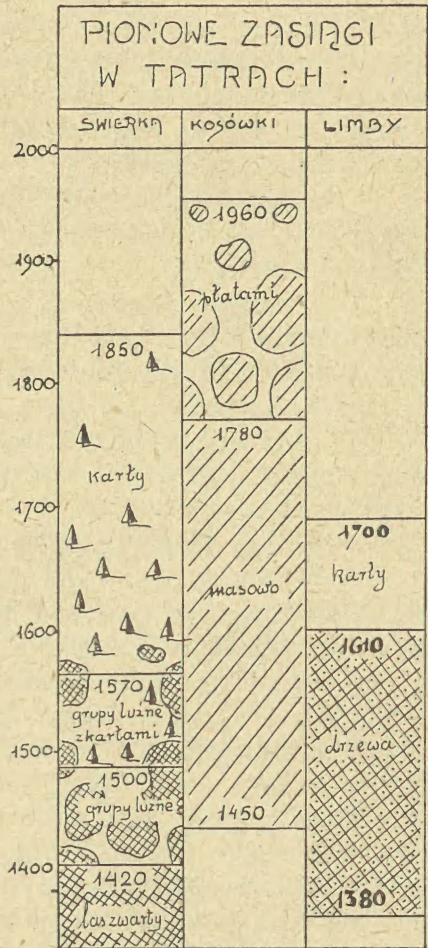 PIONOWE ZASIĄGI
W TATRACH :
SWIERKA KOSÓWKI LIMBY
2000
1960
1900
płatami
1850
1800
1780
karły
1700
1700
karły
masowo
1600
1610
1570
grupy luźne
z kartami
drzewa
1500
1500
grupy luźne
1450
1400
1420
1380
las zwarty